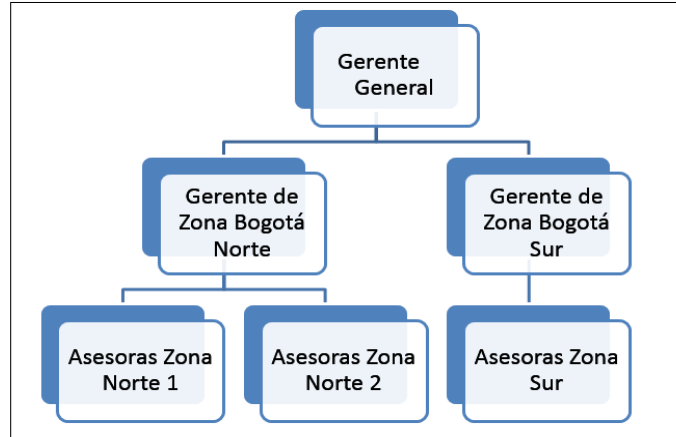 Gerente
General
Gerente de
Zona Bogotá
Norte
Gerente de
Zona Bogotá
Sur
Asesoras Zona
Norte 1
Asesoras Zona
Norte 2
Asesoras Zona
Sur